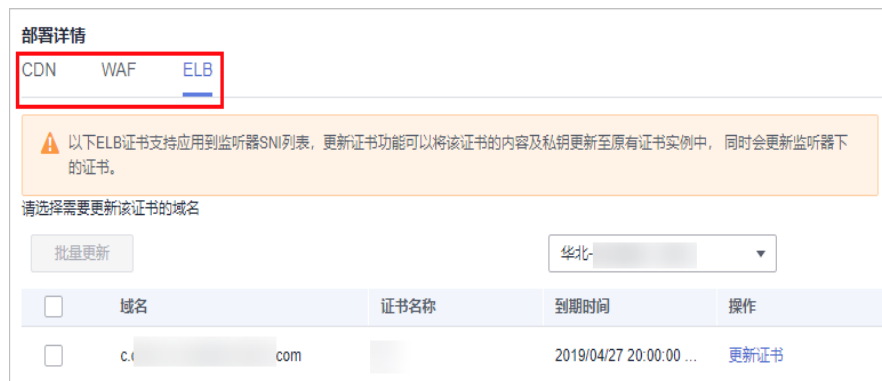 部署详情
CDN WAF ELB
以下ELB证书支持应用到监听器SNI列表，更新证书功能可以将该证书的内容及私钥更新至原有证书实例中， 同时会更新监听器下
的证书。
请选择需要更新该证书的域名
批量更新 华北-
域名 证书名称 到期时间 操作
c. com 2019/04/27 20:00:00 ... 更新证书